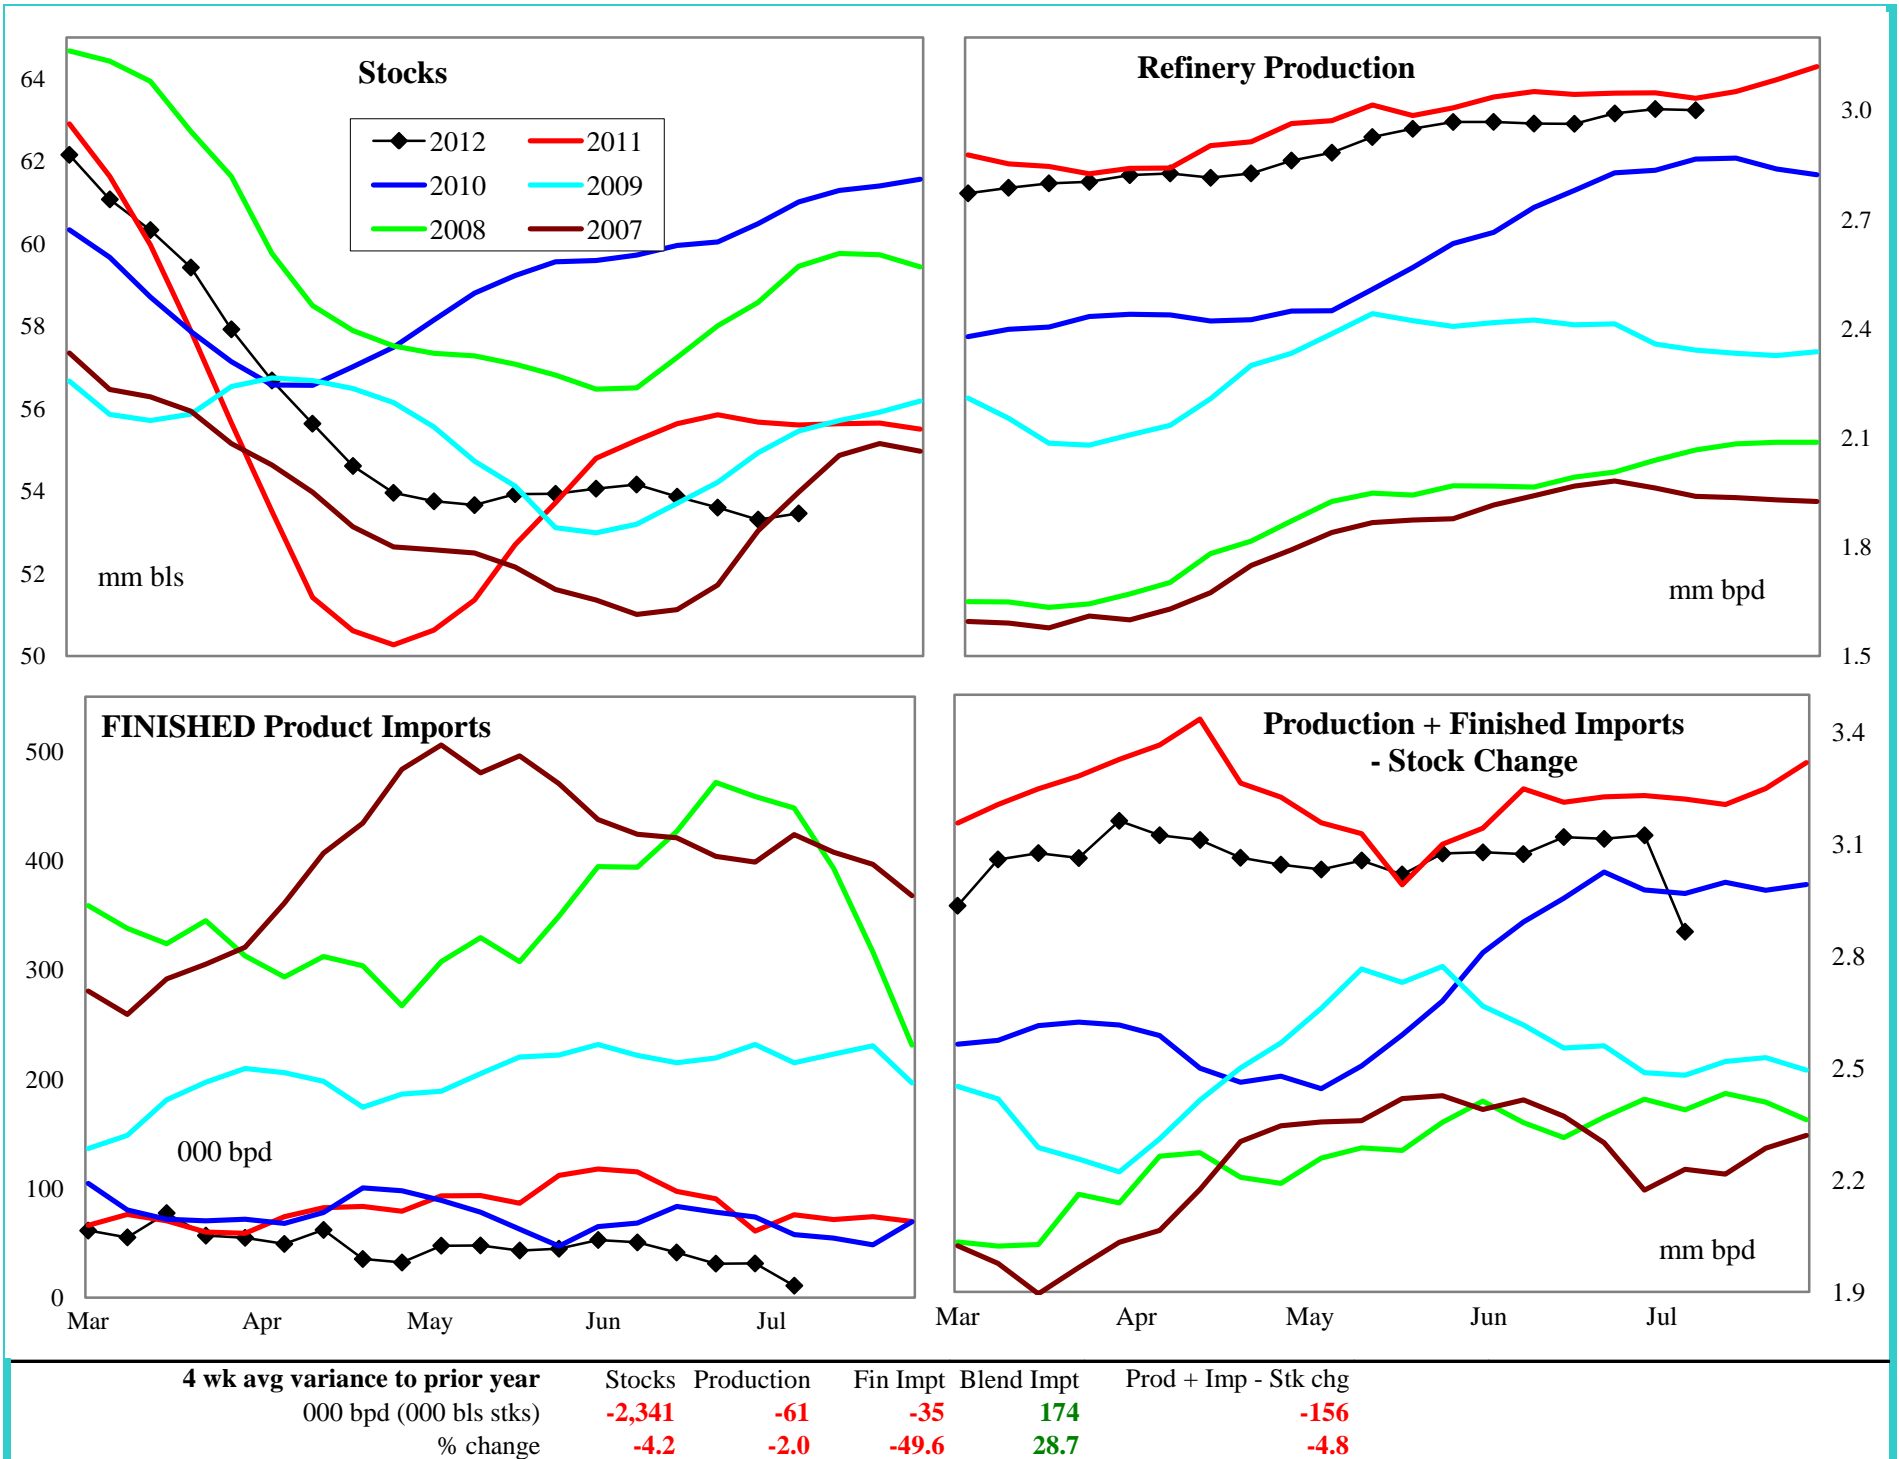 Stocks
64
62
60
58
56
54
52
50
2012
2011
2010
2009
2008
2007
mm bls
Refinery Production
3.0
2.7
2.4
2.1
1.8
1.5
mm bpd
FINISHED Product Imports
500
400
300
200
100
0
000 bpd
Mar Apr May Jun Jul
Production + Finished Imports
- Stock Change
3.4
3.1
2.8
2.5
2.2
1.9
mm bpd
Mar Apr May Jun Jul
4 wk avg variance to prior year Stocks Production Fin Impt Blend Impt Prod + Imp - Stk chg
000 bpd (000 bls stks) -2,341 -61 -35 174 -156
% change -4.2 -2.0 -49.6 28.7 -4.8